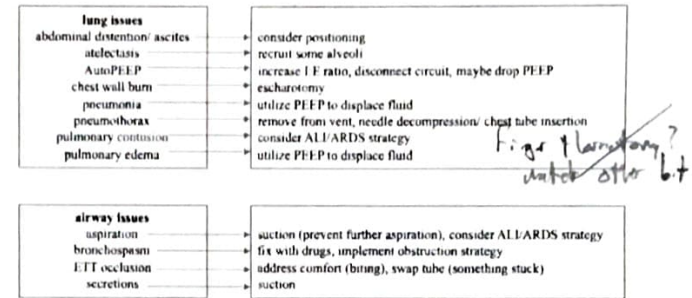 lung issues
abdominal distention/ ascites consider positioning
atelectasis recruit some alveoli
AutoPEEP increase I E ratio, disconnect circuit, maybe drop PEEP
chest wall burn escharotomy
pneumonia utilize PEEP to displace fluid
pneumothorax remove from vent, needle decompression/ chest tube insertion
pulmonary contusion consider ALI/ARDS strategy
pulmonary edema utilize PEEP to displace fluid
?
airway issues
aspiration suction (prevent further aspiration), consider ALI/ARDS strategy
bronchospasm fix with drugs, implement obstruction strategy
ETT occlusion address comfort (biting), swap tube (something stuck)
secretions suction